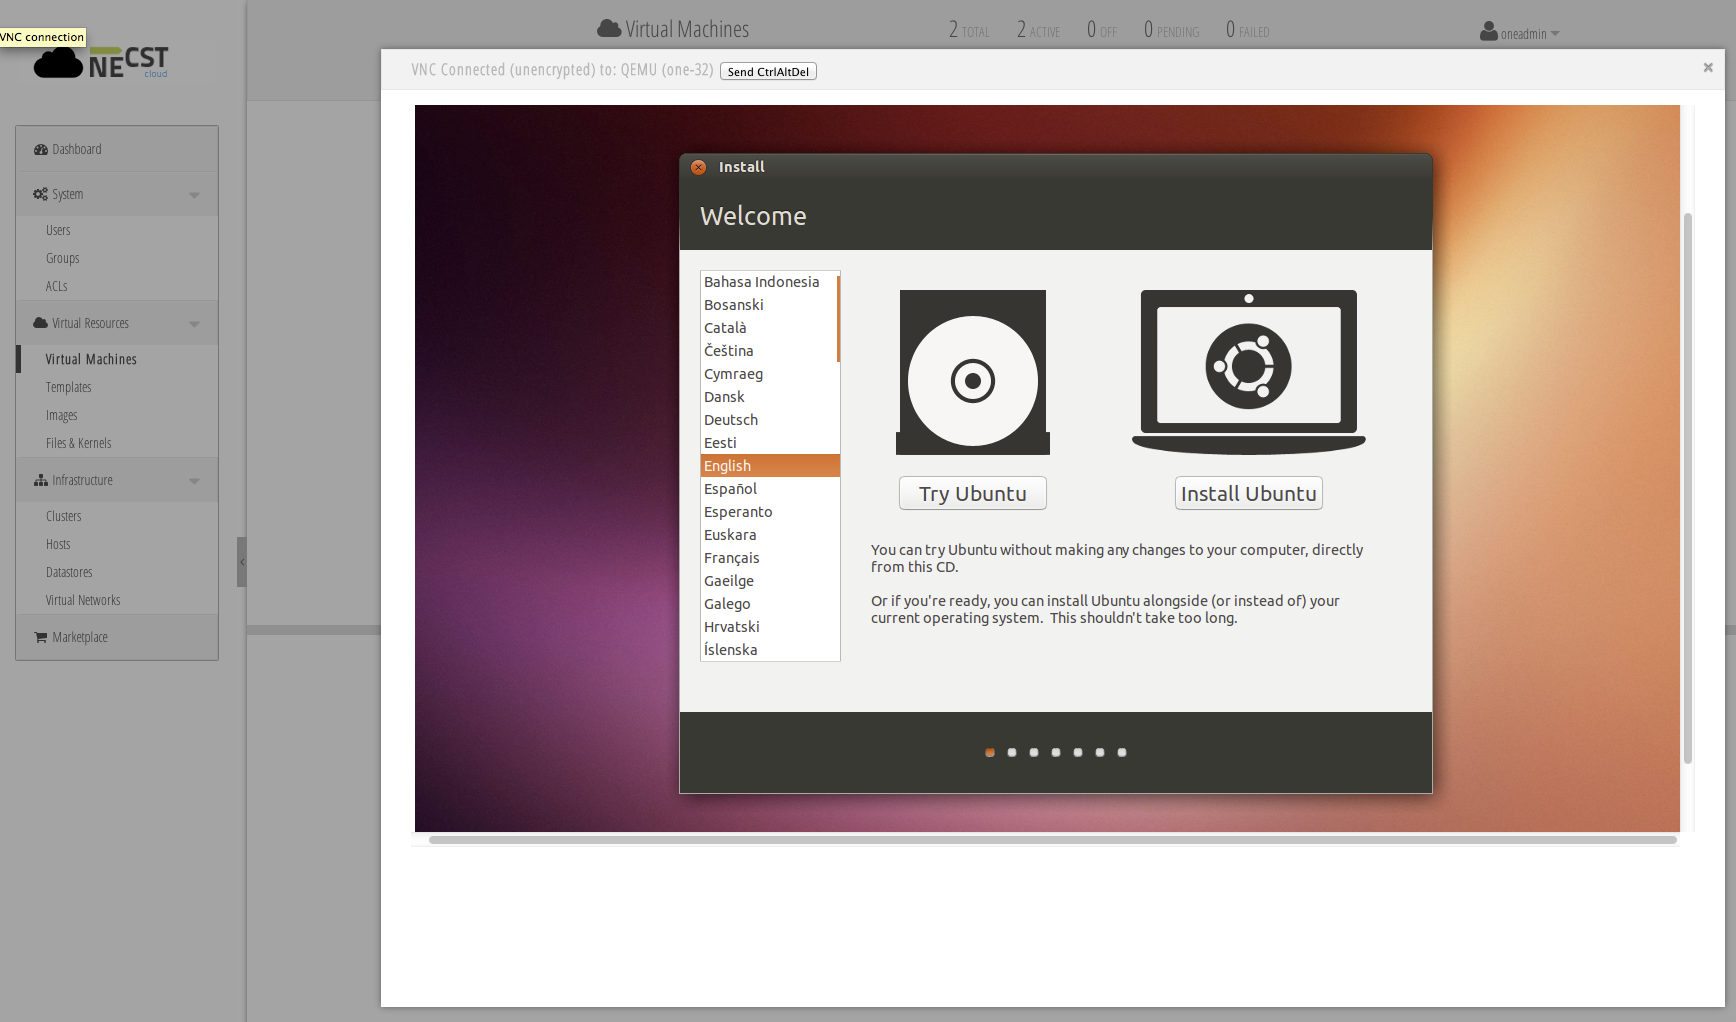 VNC connection
NECST
cloud
Virtual Machines
2 TOTAL 2 ACTIVE 0 OFF 0 PENDING 0 FAILED
oneadmin
Dashboard
System
Users
Groups
ACLs
Virtual Resources
Virtual Machines
Templates
Images
Files & Kernels
Infrastructure
Clusters
Hosts
Datastores
Virtual Networks
Marketplace
VNC Connected (unencrypted) to: QEMU (one-32) Send CtrlAltDel ×
Install
Welcome
Bahasa Indonesia
Bosanski
Català
Čeština
Cymraeg
Dansk
Deutsch
Eesti
English
Español
Esperanto
Euskara
Français
Gaeilge
Galego
Hrvatski
Íslenska
Try Ubuntu
Install Ubuntu
You can try Ubuntu without making any changes to your computer, directly
from this CD.
Or if you're ready, you can install Ubuntu alongside (or instead of) your
current operating system.  This shouldn't take too long.